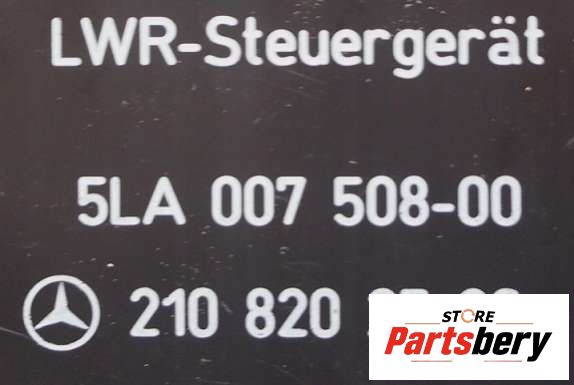 LWR-Steuergerät
5LA 007 508-00
210 820
STORE
Partsbery